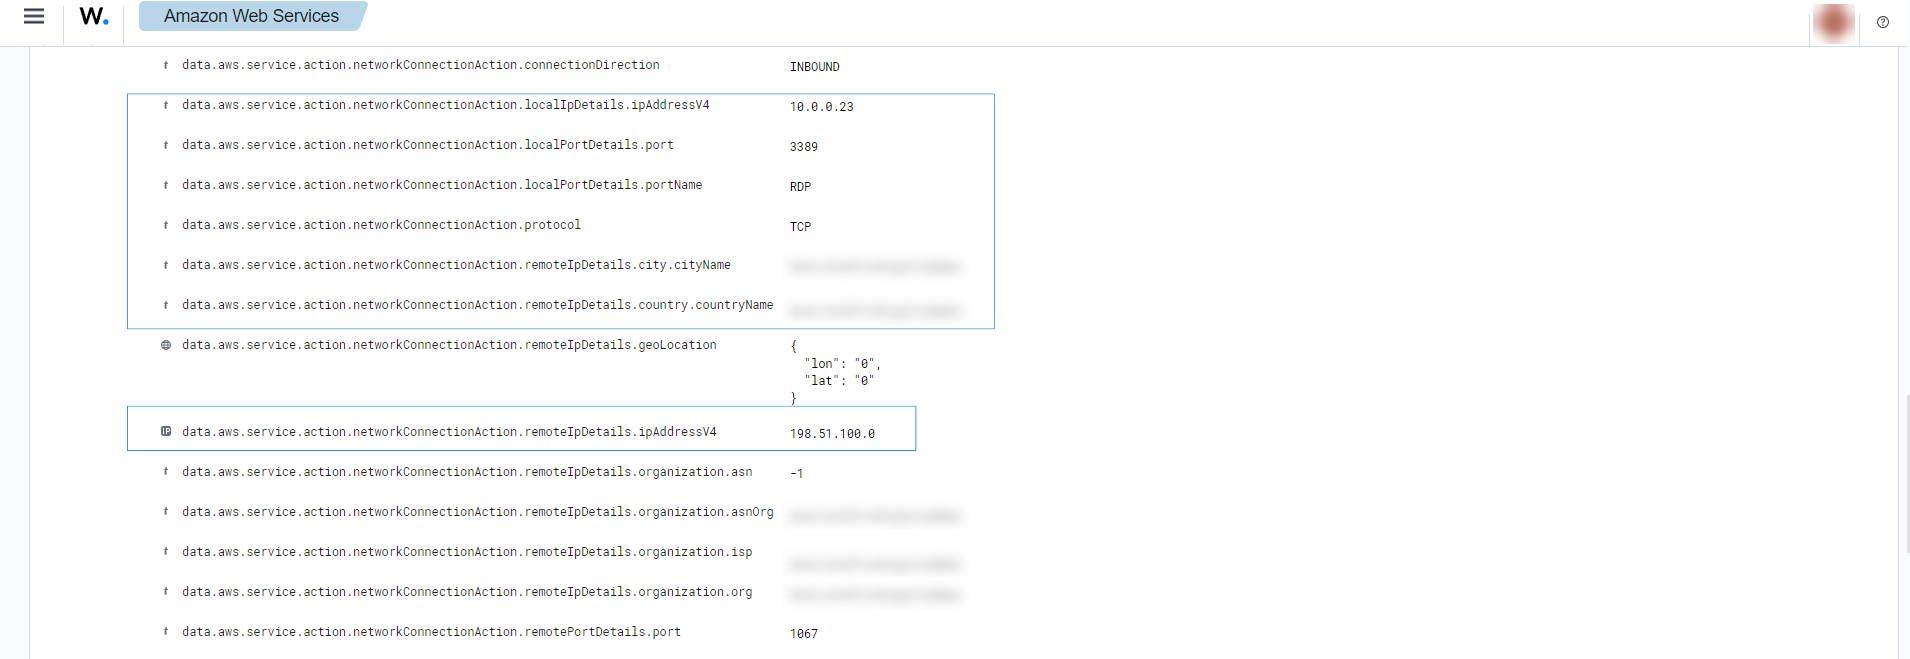 W.
Amazon Web Services
t data.aws.service.action.networkConnectionAction.connectionDirection INBOUND
t data.aws.service.action.networkConnectionAction.localIpDetails.ipAddressV4 10.0.0.23
t data.aws.service.action.networkConnectionAction.localPortDetails.port 3389
t data.aws.service.action.networkConnectionAction.localPortDetails.portName RDP
t data.aws.service.action.networkConnectionAction.protocol TCP
t data.aws.service.action.networkConnectionAction.remoteIpDetails.city.cityName
t data.aws.service.action.networkConnectionAction.remoteIpDetails.country.countryName
data.aws.service.action.networkConnectionAction.remoteIpDetails.geoLocation {
"lon": "0",
"lat": "0"
}
IP data.aws.service.action.networkConnectionAction.remoteIpDetails.ipAddressV4 198.51.100.0
t data.aws.service.action.networkConnectionAction.remoteIpDetails.organization.asn -1
t data.aws.service.action.networkConnectionAction.remoteIpDetails.organization.asnOrg
t data.aws.service.action.networkConnectionAction.remoteIpDetails.organization.isp
t data.aws.service.action.networkConnectionAction.remoteIpDetails.organization.org
t data.aws.service.action.networkConnectionAction.remotePortDetails.port 1067